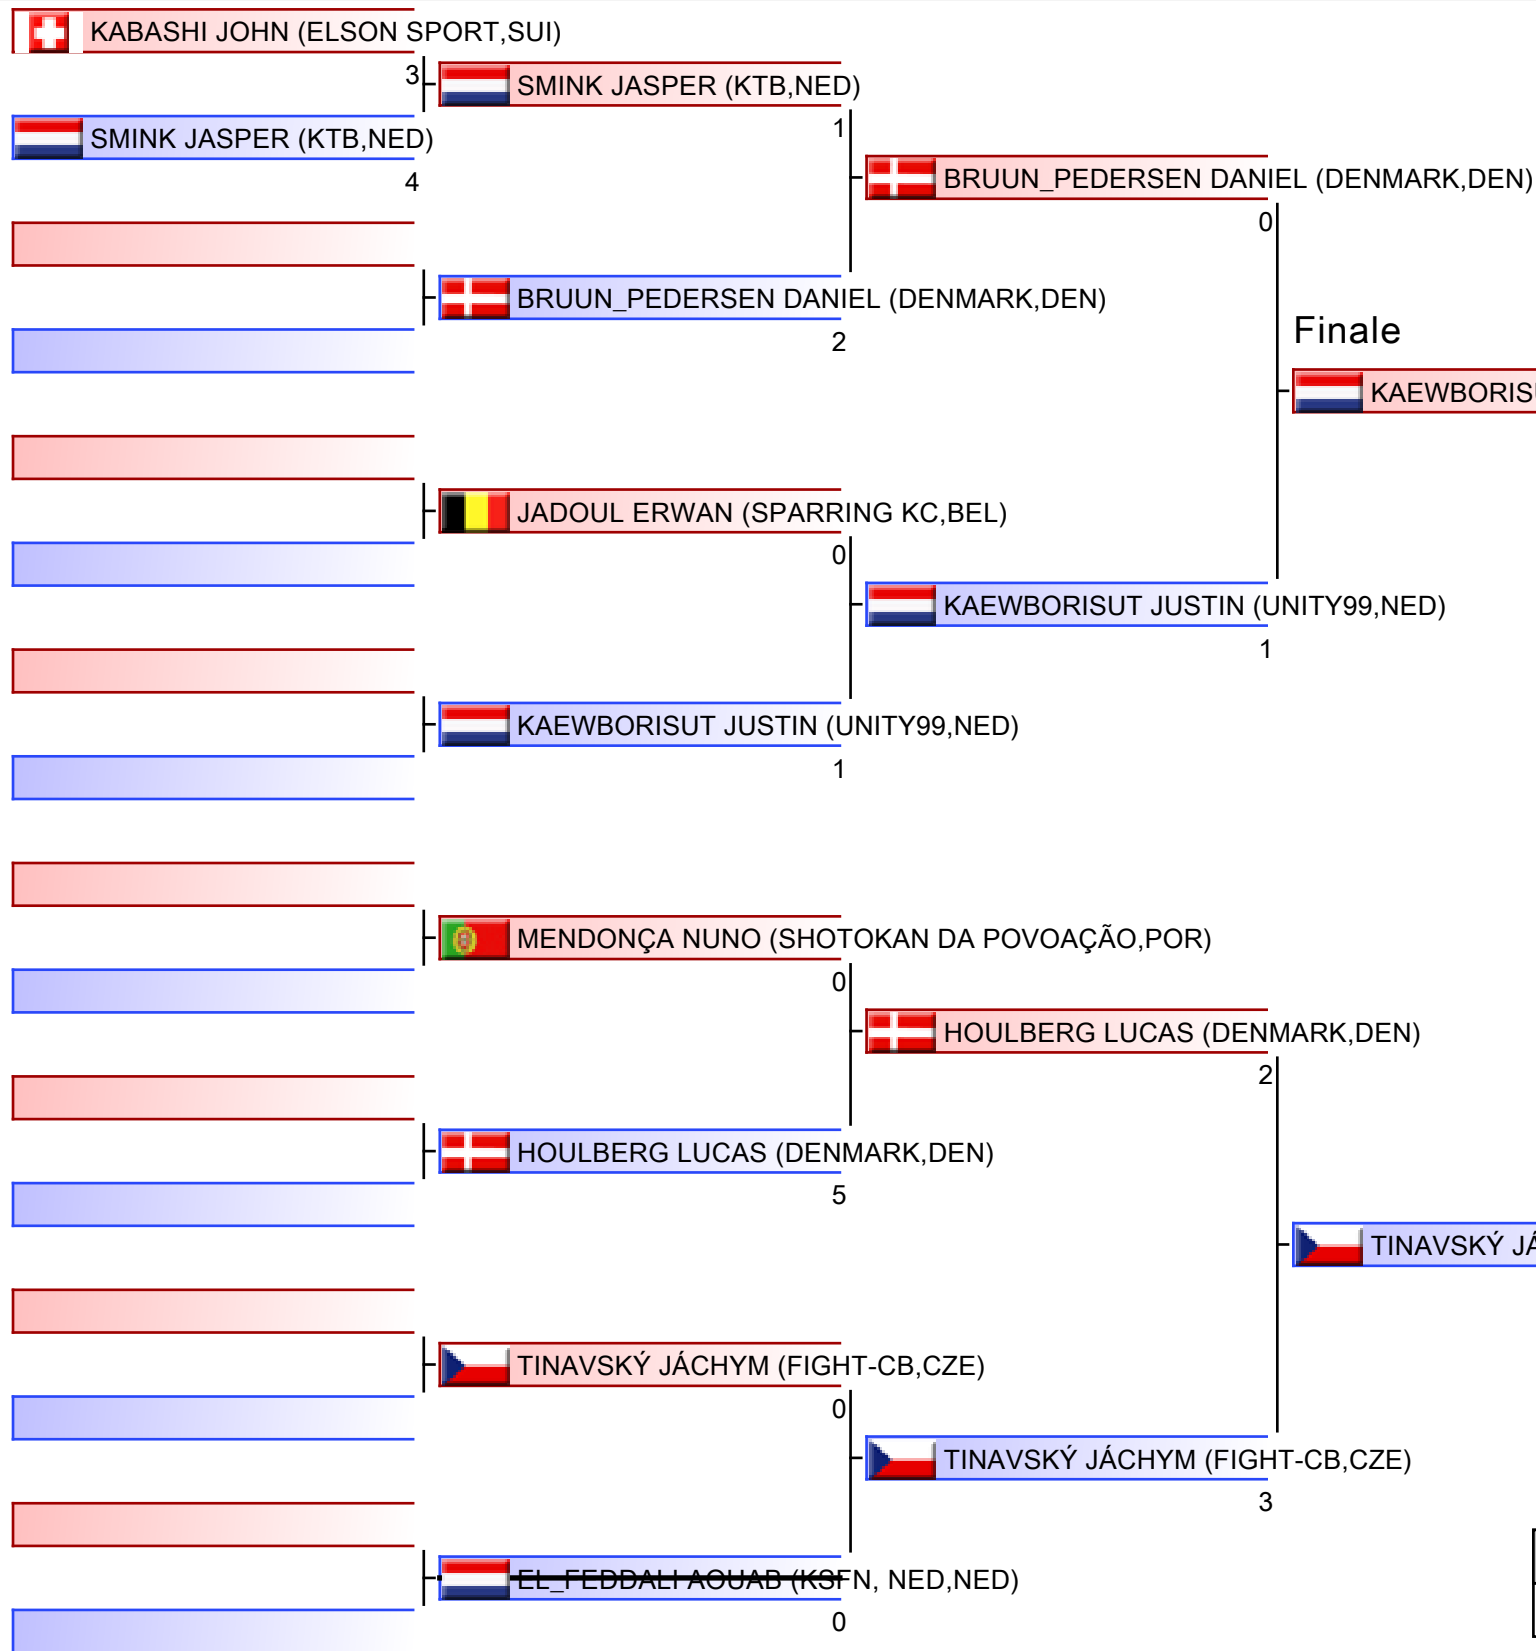 KABASHI JOHN (ELSON SPORT,SUI)
3
SMINK JASPER (KTB,NED)
1
SMINK JASPER (KTB,NED)
4
BRUUN_PEDERSEN DANIEL (DENMARK,DEN)
0
BRUUN_PEDERSEN DANIEL (DENMARK,DEN)
2
Finale
KAEWBORISU
JADOUL ERWAN (SPARRING KC,BEL)
0
KAEWBORISUT JUSTIN (UNITY99,NED)
1
KAEWBORISUT JUSTIN (UNITY99,NED)
1
MENDONÇA NUNO (SHOTOKAN DA POVOAÇÃO,POR)
0
HOULBERG LUCAS (DENMARK,DEN)
2
HOULBERG LUCAS (DENMARK,DEN)
5
TINAVSKÝ JÁ
TINAVSKÝ JÁCHYM (FIGHT-CB,CZE)
0
TINAVSKÝ JÁCHYM (FIGHT-CB,CZE)
3
EL_FEDDALI AOUAB (KSFN, NED,NED)
0